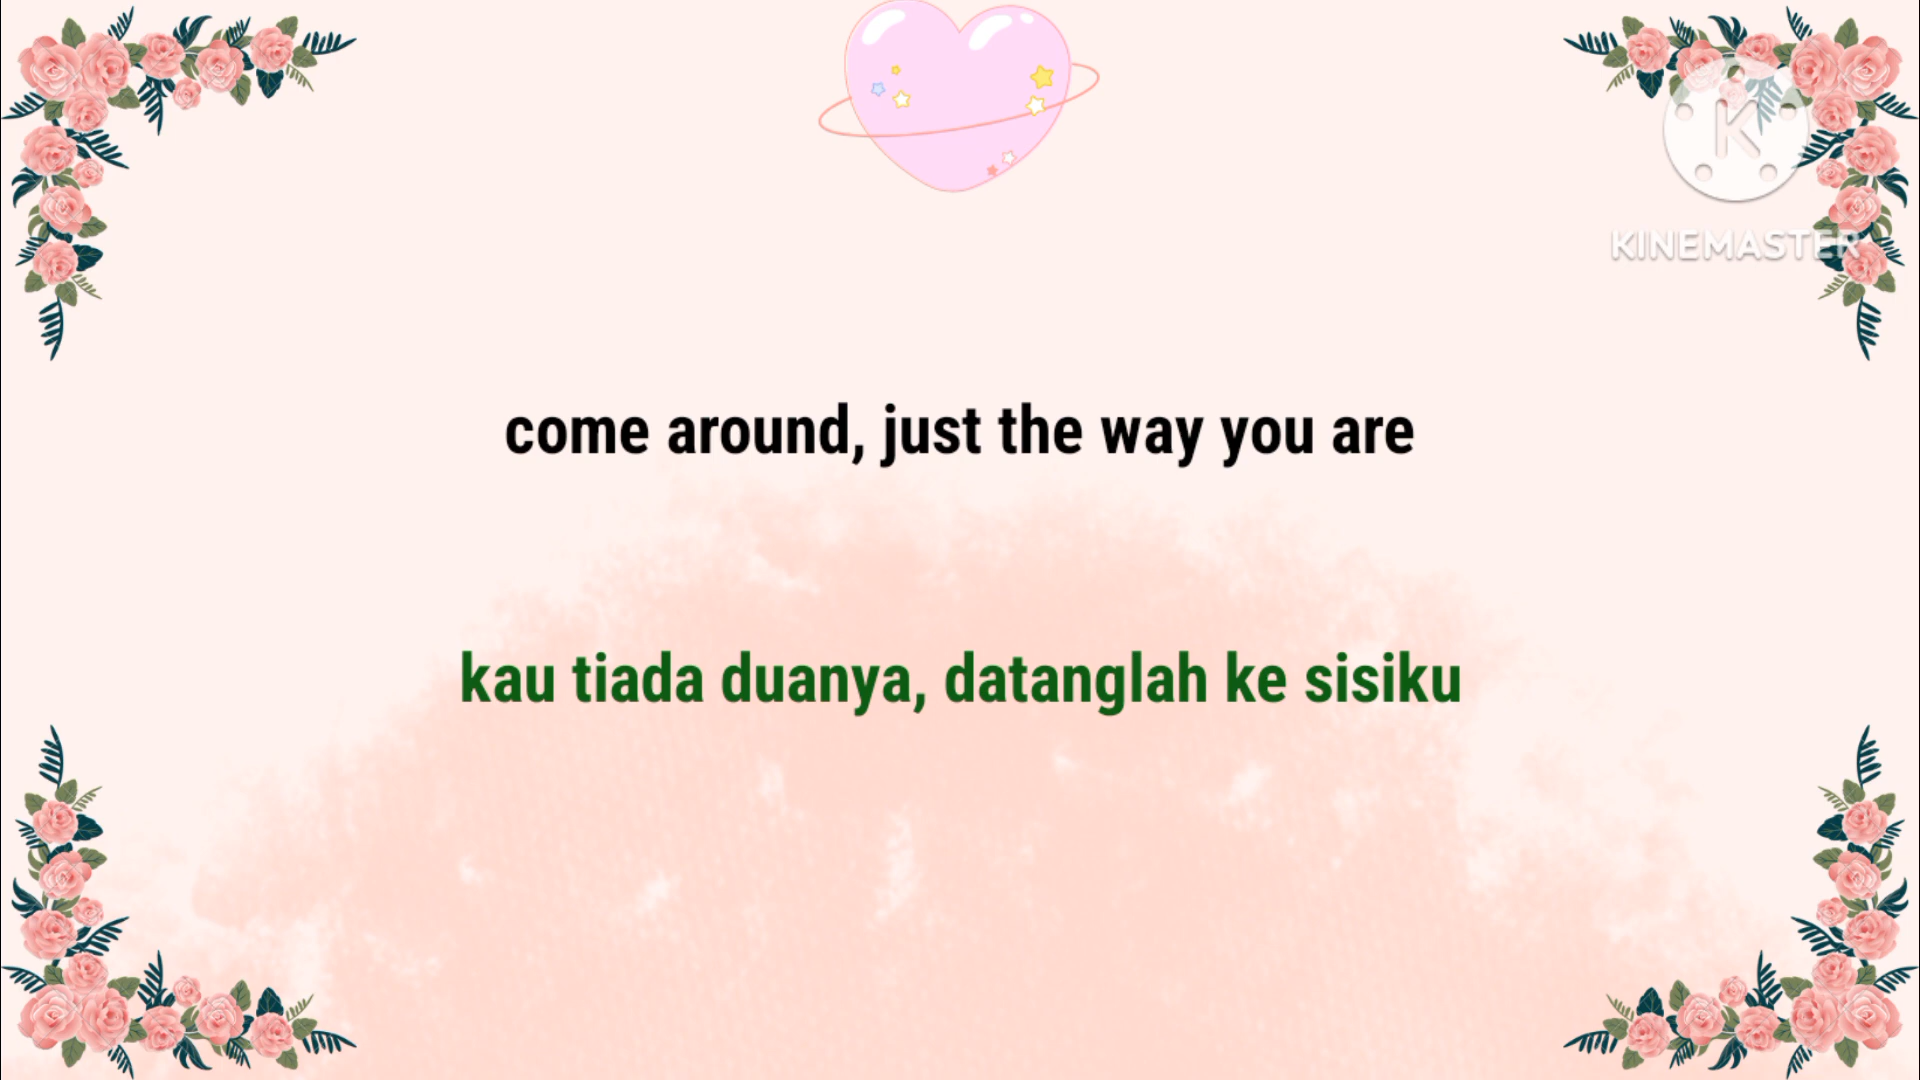 K
KINEMASTER
come around, just the way you are
kau tiada duanya, datanglah ke sisiku